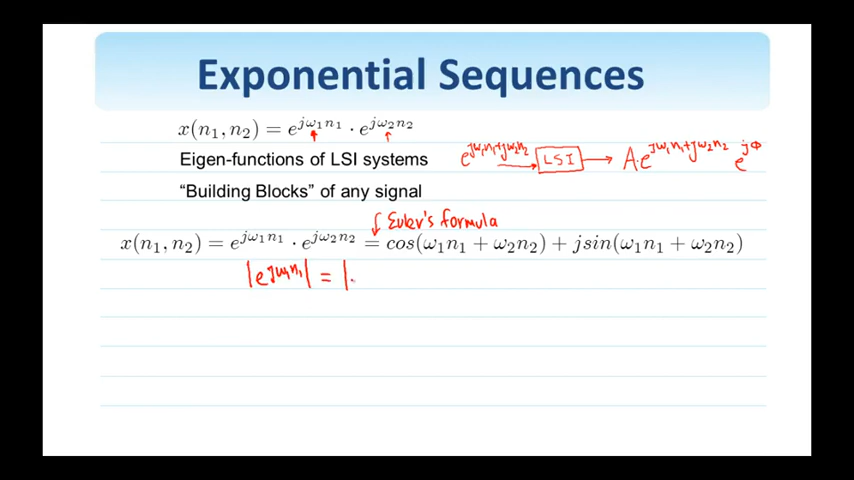 Exponential Sequences
x(n₁, n₂) = e^{jω₁n₁} · e^{jω₂n₂}
Eigen-functions of LSI systems e^{jω₁n₁+jω₂n₂} → LSI → A·e^{jω₁n₁+jω₂n₂} e^{jΦ}
“Building Blocks” of any signal
Euler's formula
x(n₁, n₂) = e^{jω₁n₁} · e^{jω₂n₂} = cos(ω₁n₁ + ω₂n₂) + jsin(ω₁n₁ + ω₂n₂)
|e^{jω₁n₁}| = |